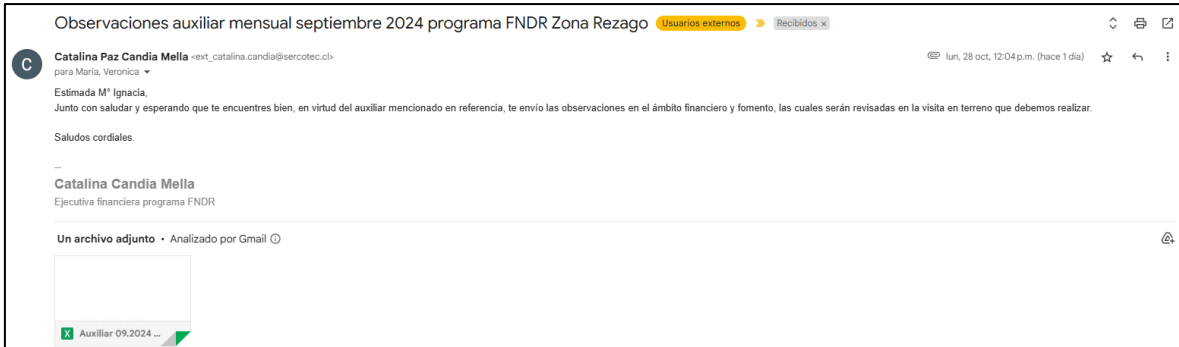 Observaciones auxiliar mensual septiembre 2024 programa FNDR Zona Rezago Usuarios externos Recibidos x
C
Catalina Paz Candia Mella <ext_catalina.candia@sercotec.cl> lun, 28 oct, 12:04 p.m. (hace 1 día)
para María, Veronica
Estimada M° Ignacia,
Junto con saludar y esperando que te encuentres bien, en virtud del auxiliar mencionado en referencia, te envío las observaciones en el ámbito financiero y fomento, las cuales serán revisadas en la visita en terreno que debemos realizar.
Saludos cordiales.
--
Catalina Candia Mella
Ejecutiva financiera programa FNDR
Un archivo adjunto • Analizado por Gmail
X Auxiliar 09.2024 ...